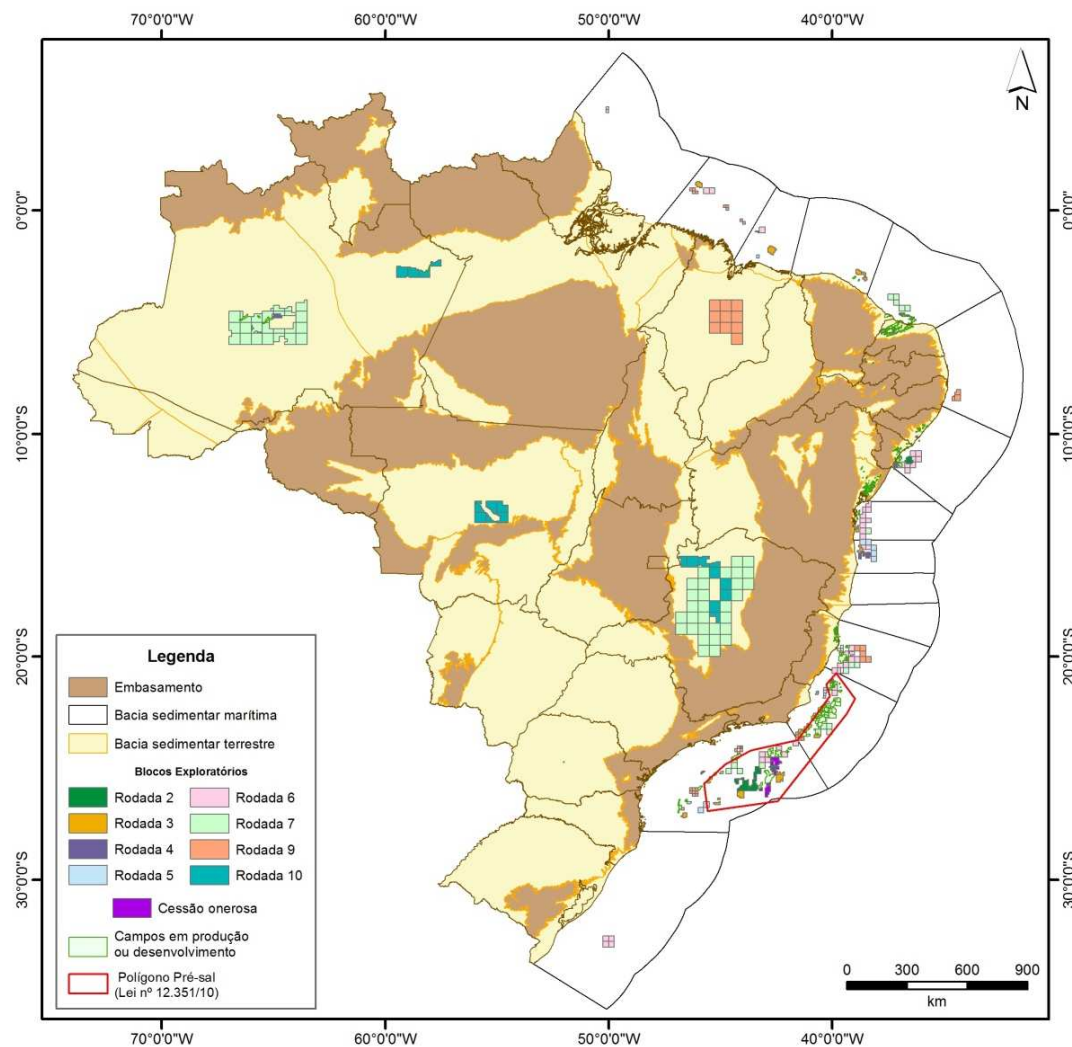 70°0'0"W 60°0'0"W 50°0'0"W 40°0'0"W
N
0°0'0" 0°0'0"
10°0'0"S 10°0'0"S
20°0'0"S 20°0'0"S
30°0'0"S 30°0'0"S
Legenda
Embasamento
Bacia sedimentar marítima
Bacia sedimentar terrestre
Blocos Exploratórios
Rodada 2 Rodada 6
Rodada 3 Rodada 7
Rodada 4 Rodada 9
Rodada 5 Rodada 10
Cessão onerosa
Campos em produção
ou desenvolvimento
Polígono Pré-sal
(Lei nº 12.351/10)
0 300 600 900
km
70°0'0"W 60°0'0"W 50°0'0"W 40°0'0"W